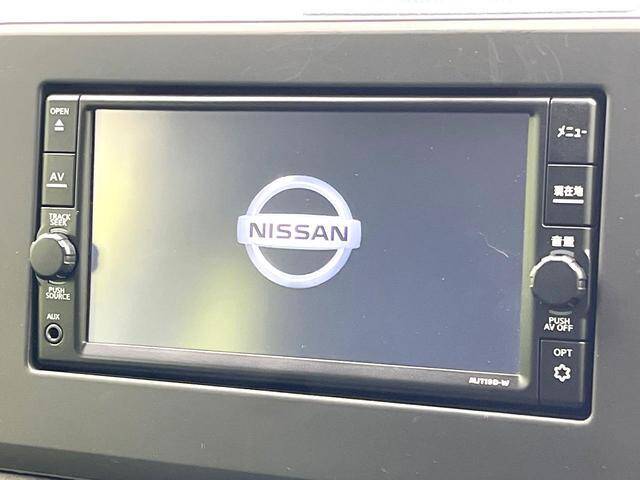 OPEN
AV
TRACK
SEEK
PUSH
SOURCE
AUX
NISSAN
メニュー
現在地
音量
PUSH
AV OFF
OPT
MJ119D-W